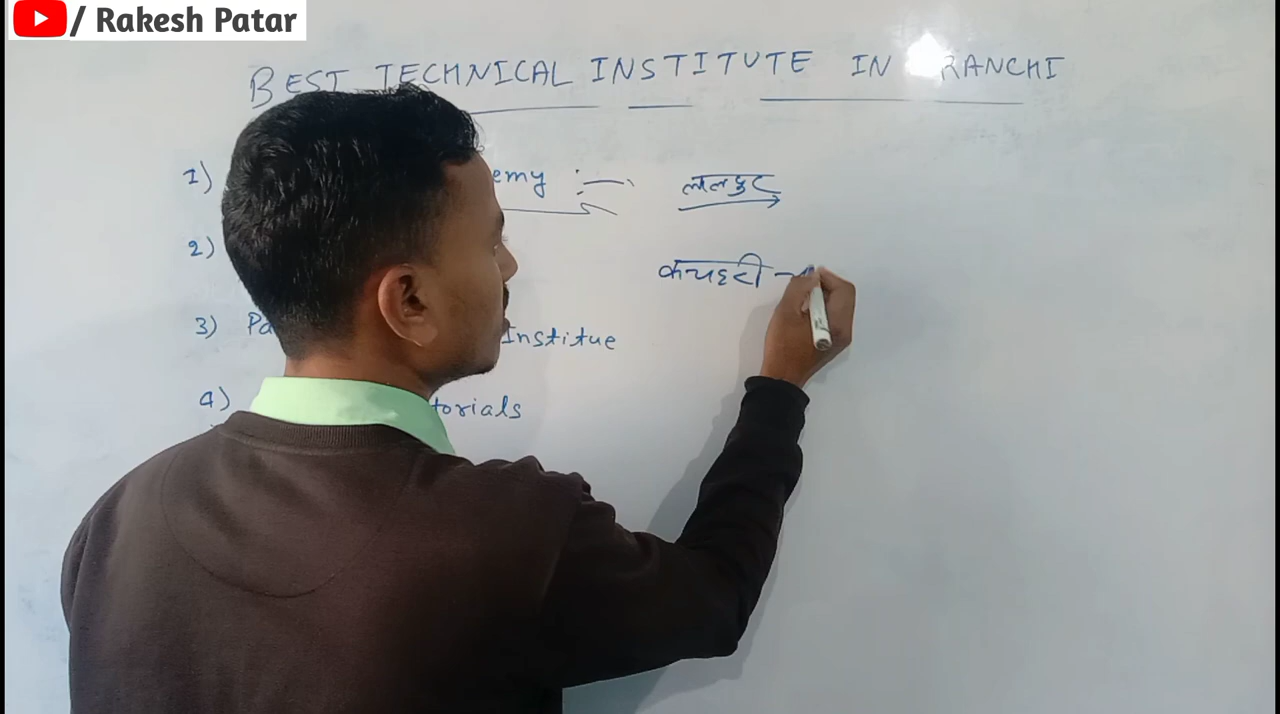 / Rakesh Patar
BEST TECHNICAL INSTITUTE IN RANCHI
1) emy :- लालपुर
2) कचहरी
3) Pa Institue
4) torials